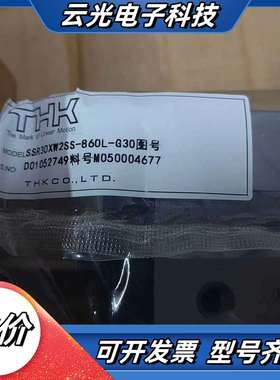 云光电子科技
THK
The Mark of Linear Motion
MODEL SSR30XW2SS-860L-G30图号
D01052749料号M050004677
THK CO., LTD.
价
可开发票 型号齐